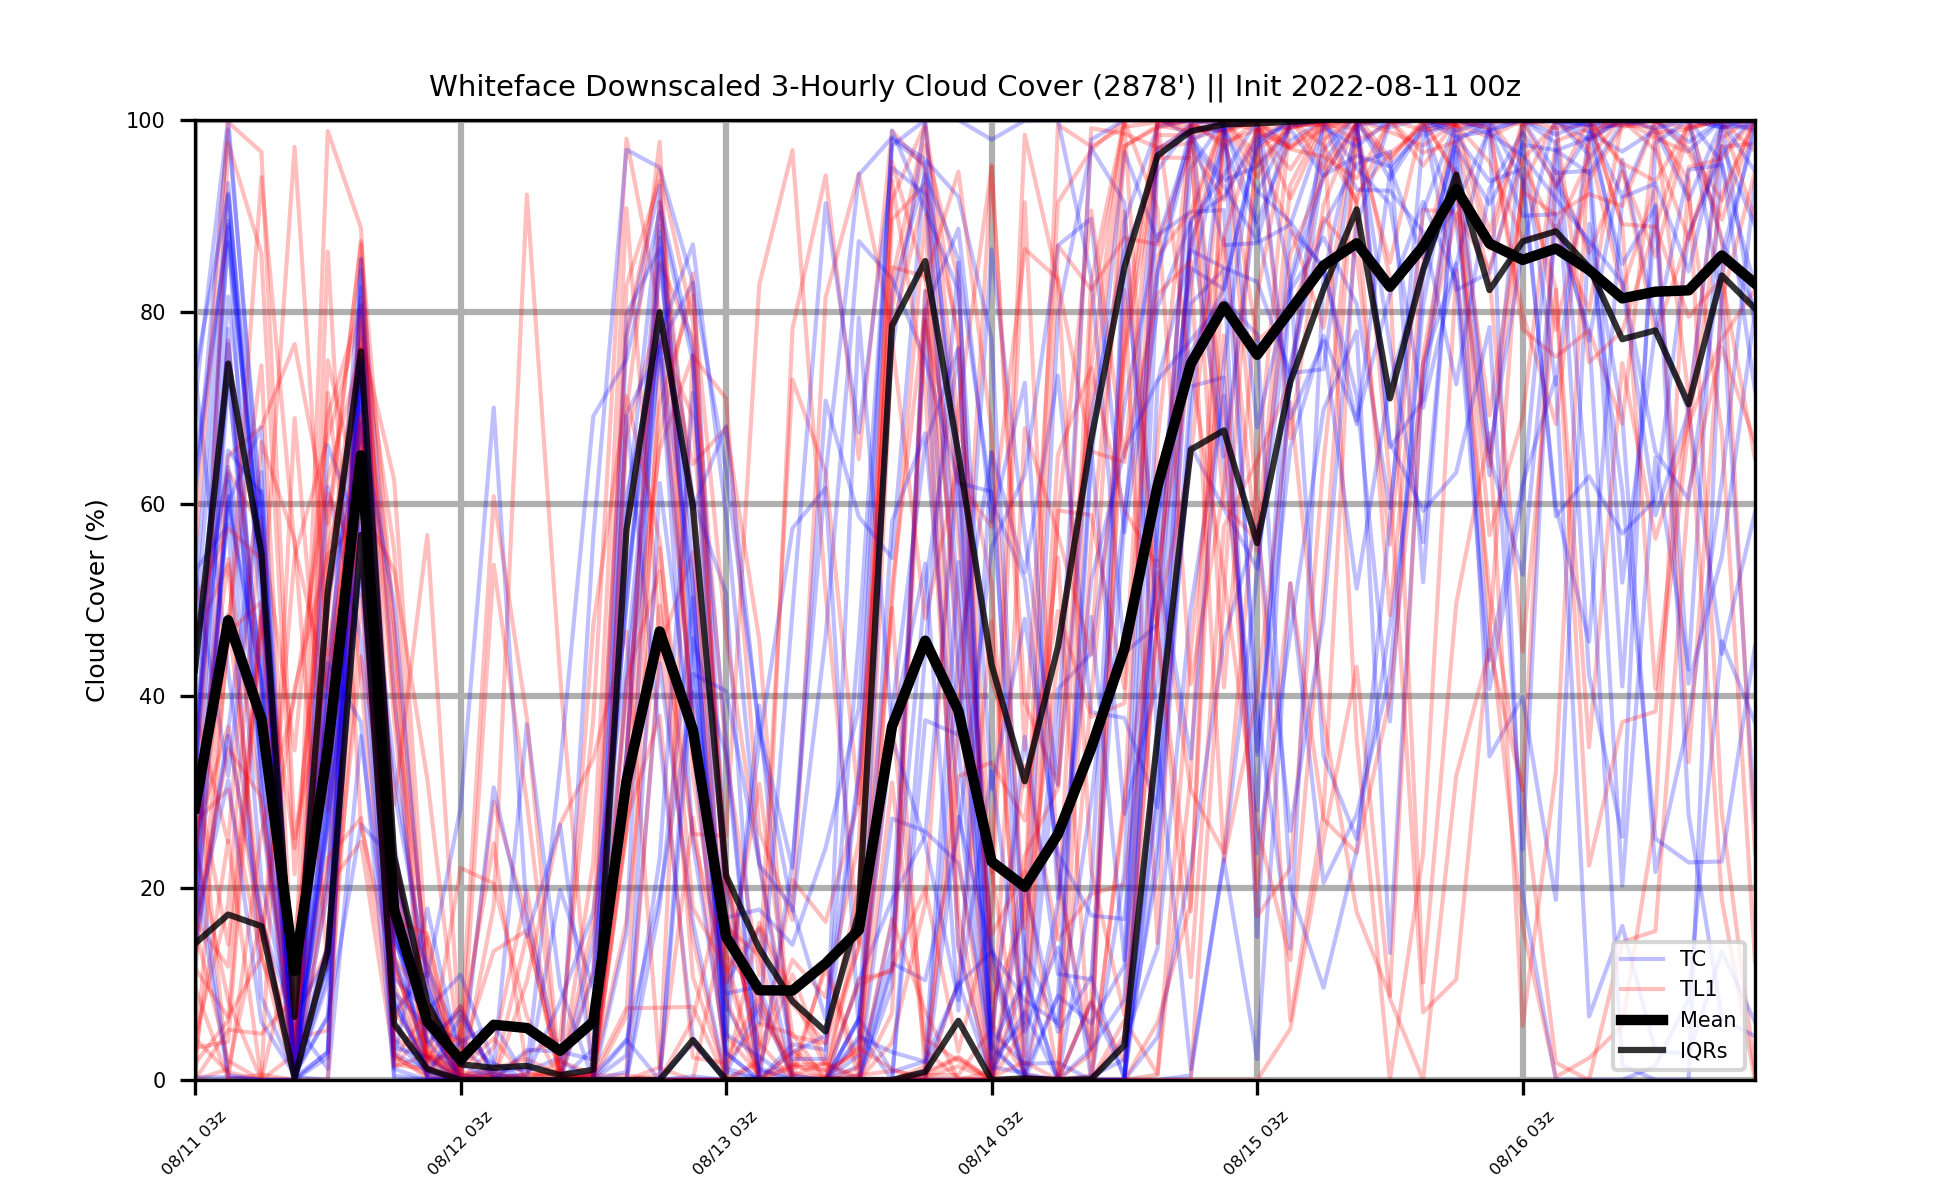 Whiteface Downscaled 3-Hourly Cloud Cover (2878') || Init 2022-08-11 00z
Cloud Cover (%)
100
80
60
40
20
0
08/11 03z
08/12 03z
08/13 03z
08/14 03z
08/15 03z
08/16 03z
TC
TL1
Mean
IQRs